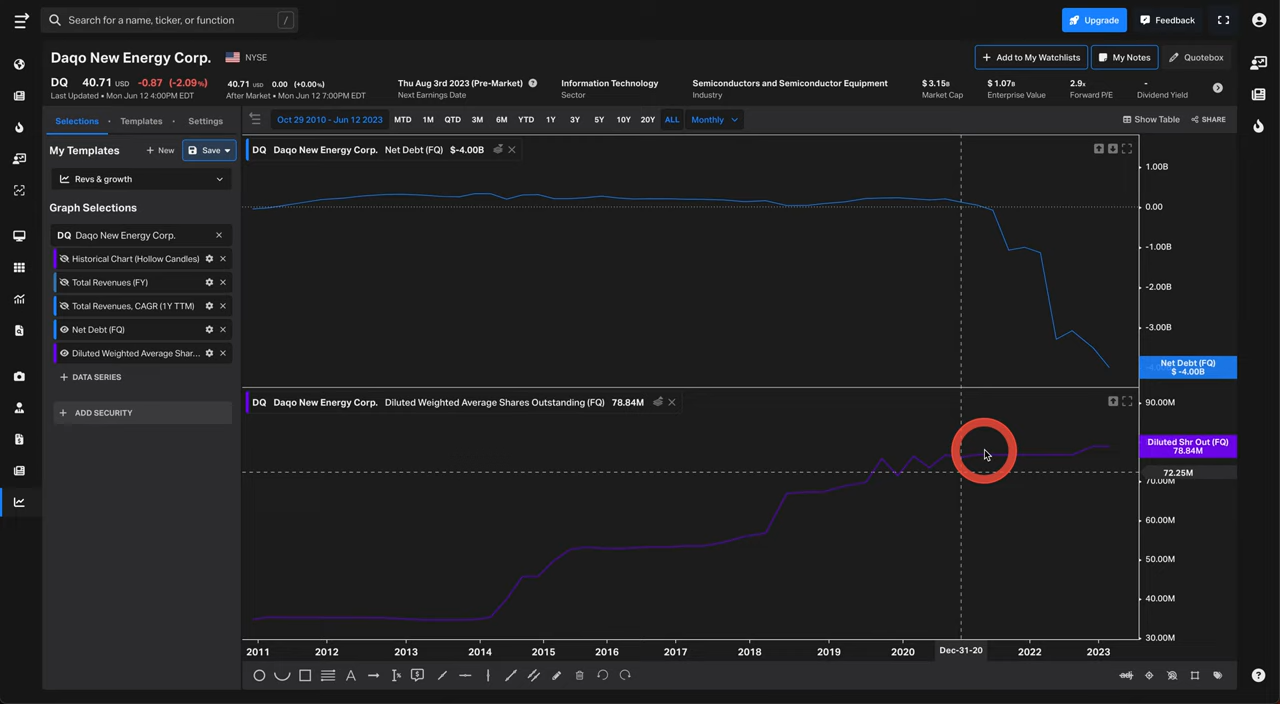 Search for a name, ticker, or function /
Upgrade
Feedback
Daqo New Energy Corp. NYSE
+ Add to My Watchlists
My Notes
Quotebox
DQ 40.71 USD -0.87 (-2.09%)
Last Updated • Mon Jun 12 4:00PM EDT
40.71 USD 0.00 (+0.00%)
After Market • Mon Jun 12 7:00PM EDT
Thu Aug 3rd 2023 (Pre-Market) ?
Next Earnings Date
Information Technology
Sector
Semiconductors and Semiconductor Equipment
Industry
$ 3.15B
Market Cap
$ 1.07B
Enterprise Value
2.9x
Forward P/E
Dividend Yield
Selections • Templates • Settings
Oct 29 2010 - Jun 12 2023 MTD 1M QTD 3M 6M YTD 1Y 3Y 5Y 10Y 20Y ALL Monthly
Show Table
SHARE
My Templates
+ New
Save
Revs & growth
Graph Selections
DQ Daqo New Energy Corp. ×
Historical Chart (Hollow Candles) ×
Total Revenues (FY) ×
Total Revenues, CAGR (1Y TTM) ×
Net Debt (FQ) ×
Diluted Weighted Average Shar... ×
+ DATA SERIES
+ ADD SECURITY
DQ Daqo New Energy Corp. Net Debt (FQ) $-4.00B ×
1.00B
0.00
-1.00B
-2.00B
-3.00B
Net Debt (FQ)
$ -4.00B
DQ Daqo New Energy Corp. Diluted Weighted Average Shares Outstanding (FQ) 78.84M ×
90.00M
Diluted Shr Out (FQ)
78.84M
72.25M
70.00M
60.00M
50.00M
40.00M
30.00M
2011 2012 2013 2014 2015 2016 2017 2018 2019 2020 Dec-31-20 2022 2023
A
?